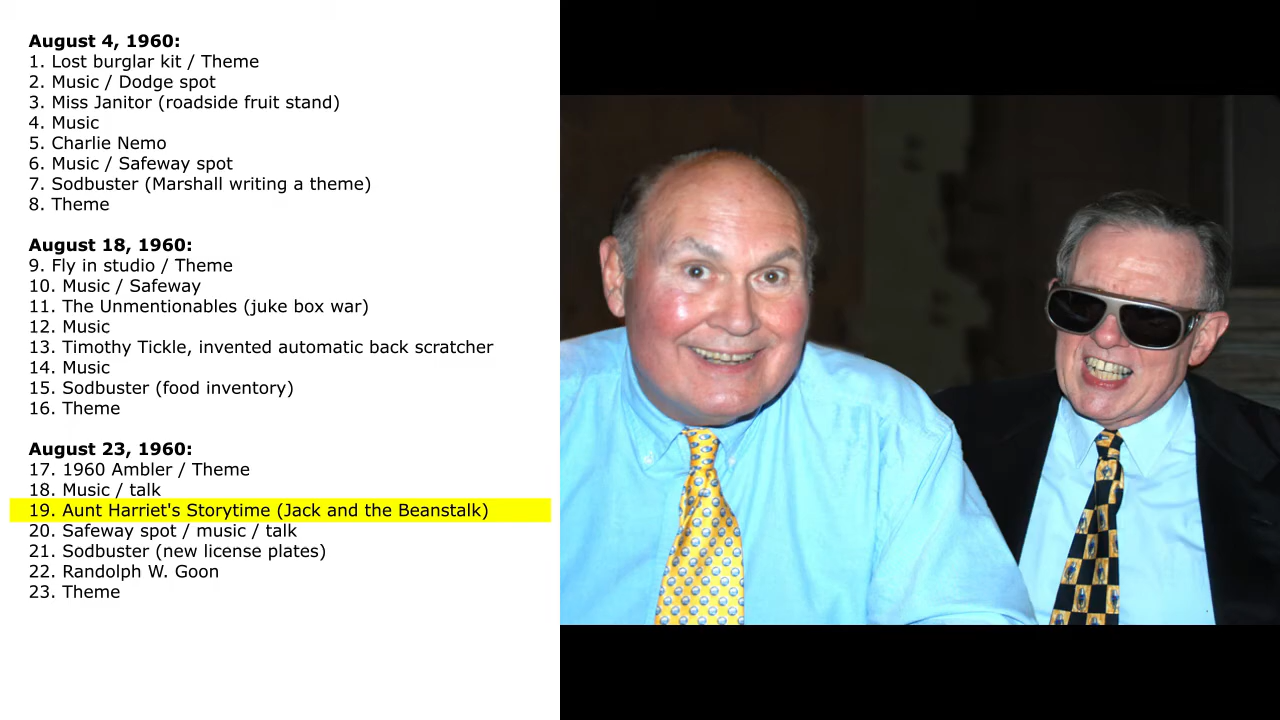 August 4, 1960:
1. Lost burglar kit / Theme
2. Music / Dodge spot
3. Miss Janitor (roadside fruit stand)
4. Music
5. Charlie Nemo
6. Music / Safeway spot
7. Sodbuster (Marshall writing a theme)
8. Theme
August 18, 1960:
9. Fly in studio / Theme
10. Music / Safeway
11. The Unmentionables (juke box war)
12. Music
13. Timothy Tickle, invented automatic back scratcher
14. Music
15. Sodbuster (food inventory)
16. Theme
August 23, 1960:
17. 1960 Ambler / Theme
18. Music / talk
19. Aunt Harriet's Storytime (Jack and the Beanstalk)
20. Safeway spot / music / talk
21. Sodbuster (new license plates)
22. Randolph W. Goon
23. Theme